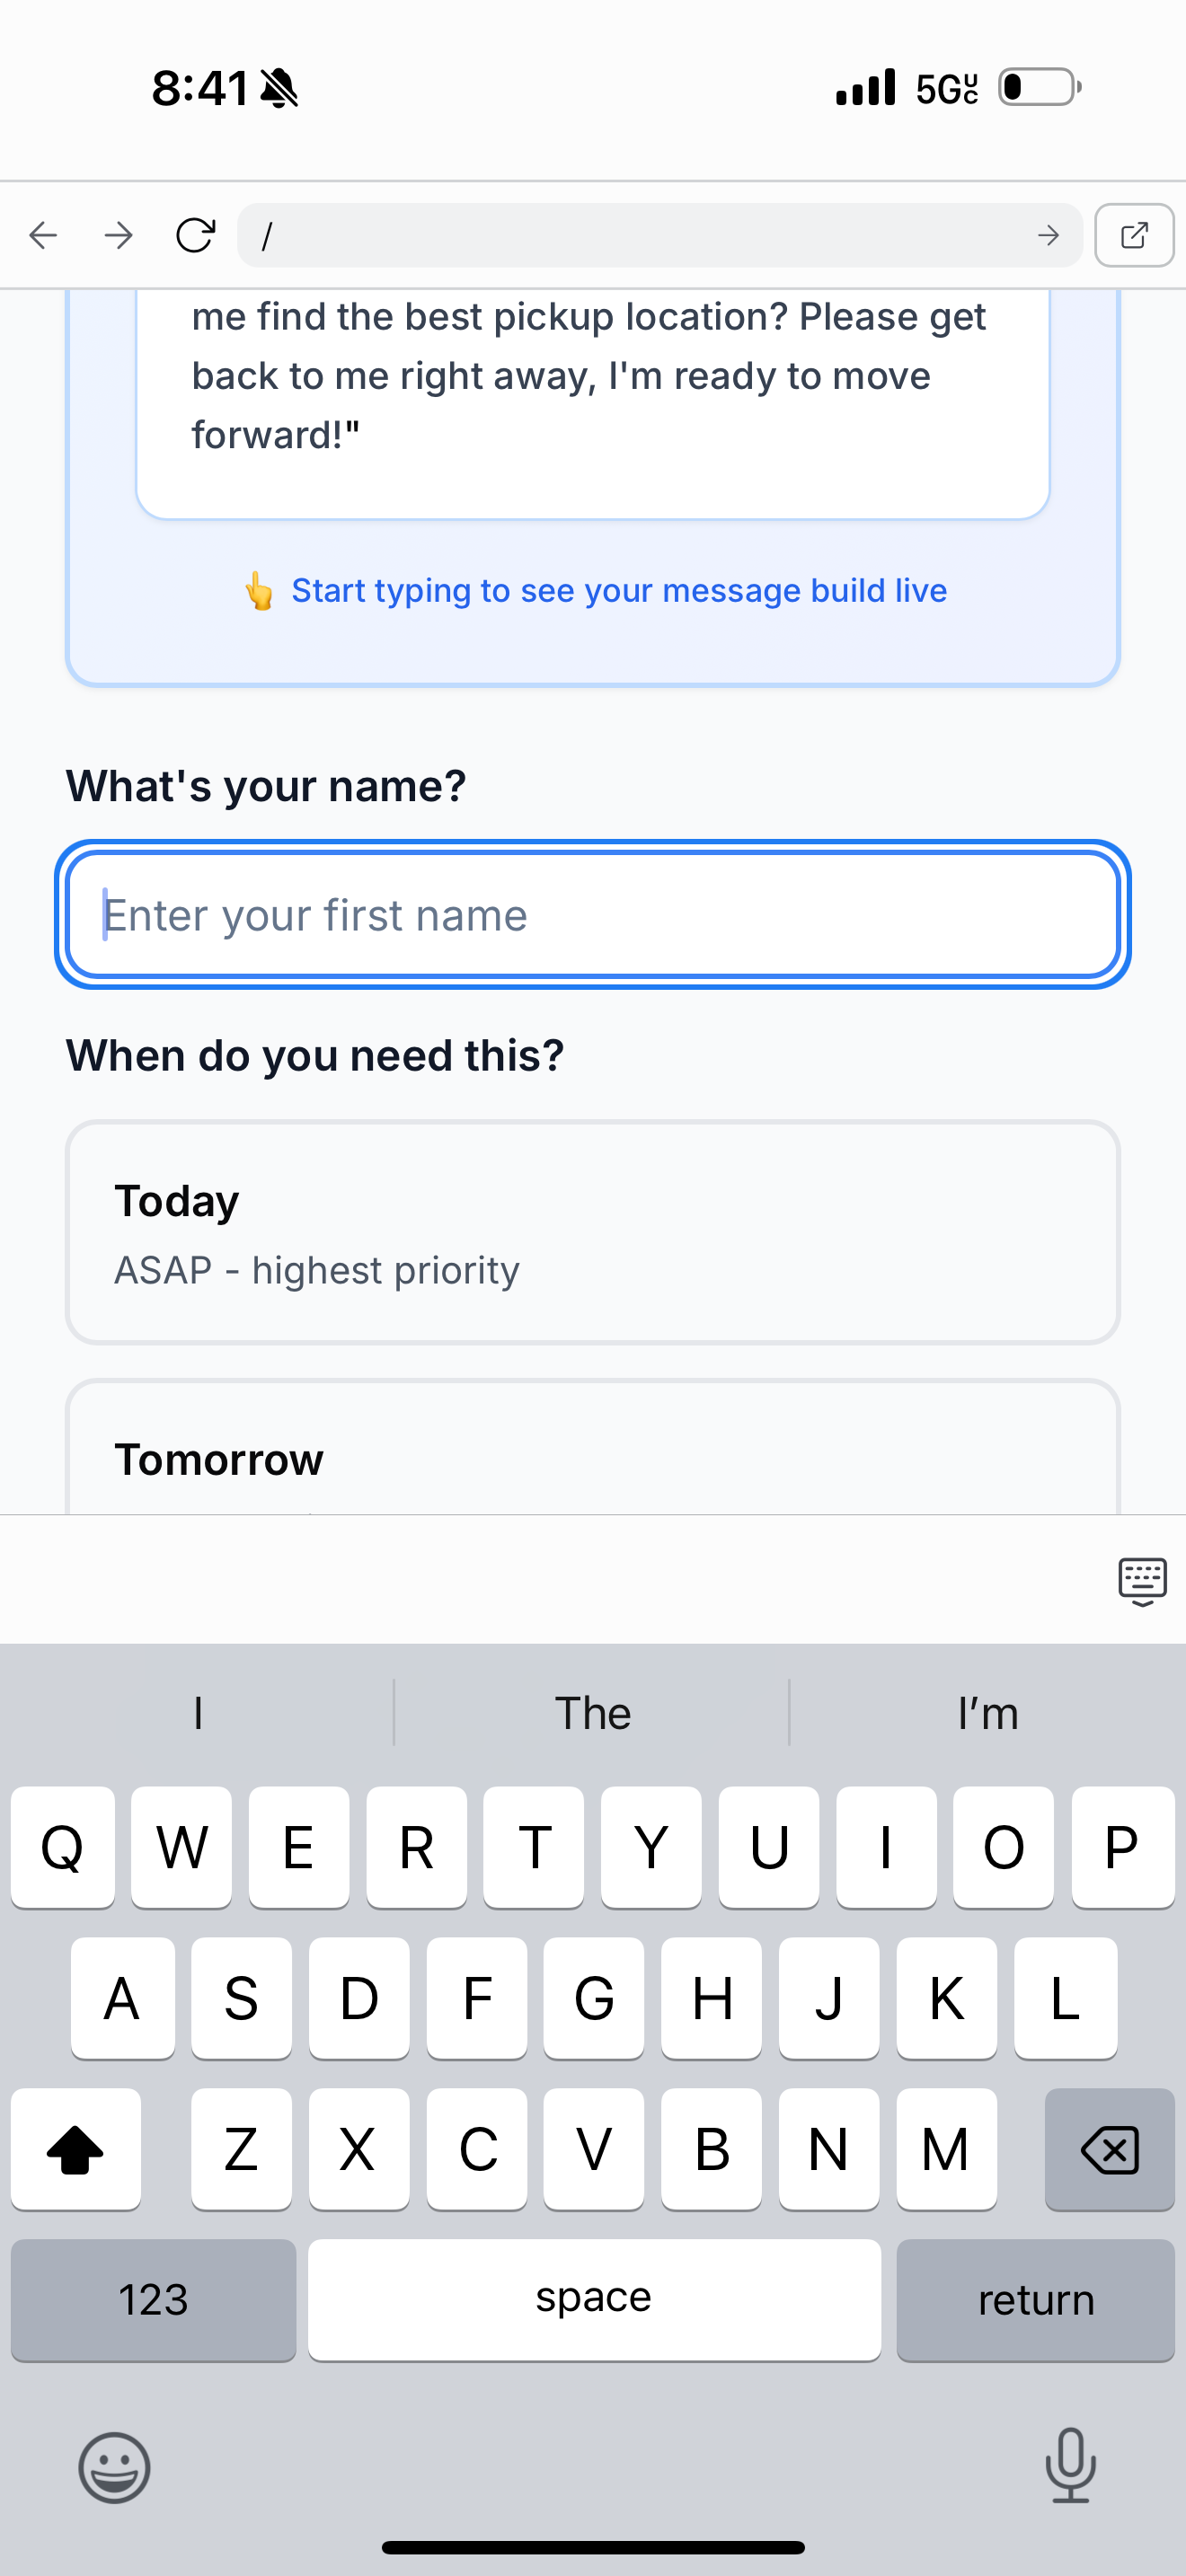 8:41 5GUC
/
me find the best pickup location? Please get
back to me right away, I'm ready to move
forward!"
👆 Start typing to see your message build live
What's your name?
Enter your first name
When do you need this?
Today
ASAP - highest priority
Tomorrow
I The I’m
Q W E R T Y U I O P
A S D F G H J K L
Z X C V B N M
123 space return